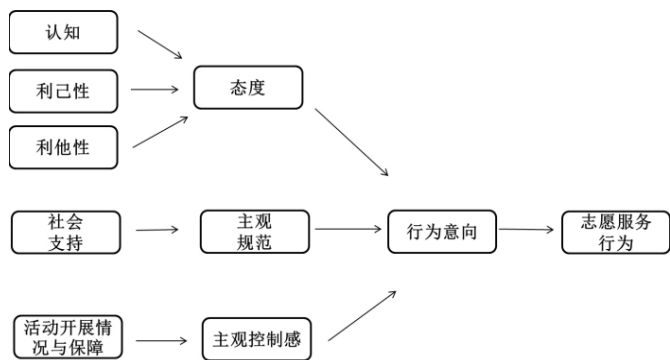 认知
利己性
利他性
态度
社会
支持
主观
规范
行为意向
志愿服务
行为
活动开展情
况与保障
主观控制感